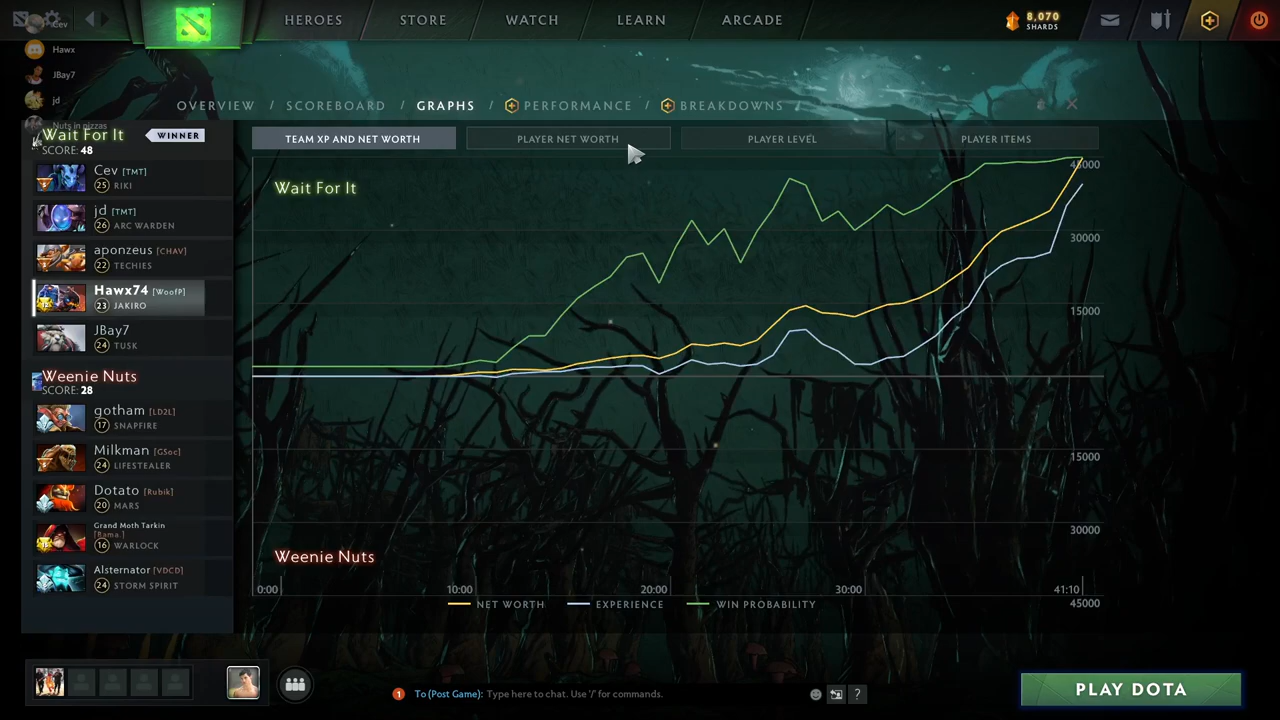 HEROES STORE WATCH LEARN ARCADE 8,070 SHARDS
Cev
Hawx
JBay7
jd
Nuts in pizzas
OVERVIEW / SCOREBOARD / GRAPHS / PERFORMANCE / BREAKDOWNS
Wait For It WINNER
SCORE: 48
Cev [TMT]
25 RIKI
jd [TMT]
26 ARC WARDEN
aponzeus [CHAV]
22 TECHIES
Hawx74 [WoofP]
23 JAKIRO
JBay7
24 TUSK
Weenie Nuts
SCORE: 28
gotham [LD2L]
17 SNAPFIRE
Milkman [GSoc]
24 LIFESTEALER
Dotato [Rubik]
20 MARS
Grand Moth Tarkin
[Bama.]
16 WARLOCK
Alsternator [VDCD]
24 STORM SPIRIT
TEAM XP AND NET WORTH PLAYER NET WORTH PLAYER LEVEL PLAYER ITEMS
Wait For It
45000
30000
15000
15000
30000
Weenie Nuts
0:00 10:00 20:00 30:00 41:10
45000
NET WORTH EXPERIENCE WIN PROBABILITY
1 To (Post Game): Type here to chat. Use '/' for commands. ?
PLAY DOTA